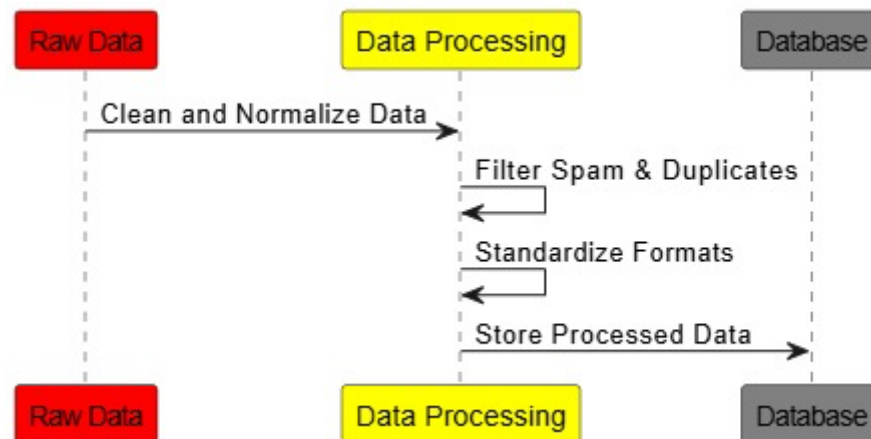 Raw Data Data Processing Database
Clean and Normalize Data
Filter Spam & Duplicates
Standardize Formats
Store Processed Data
Raw Data Data Processing Database